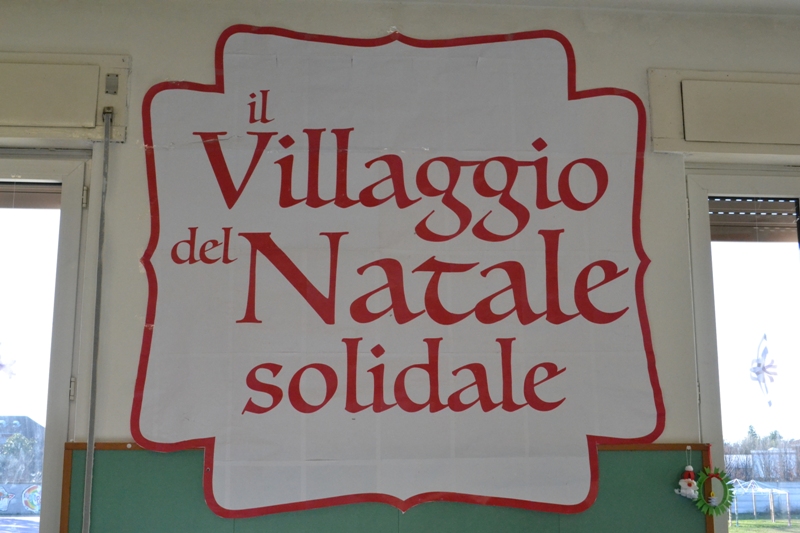 il
Villaggio
del Natale
solidale